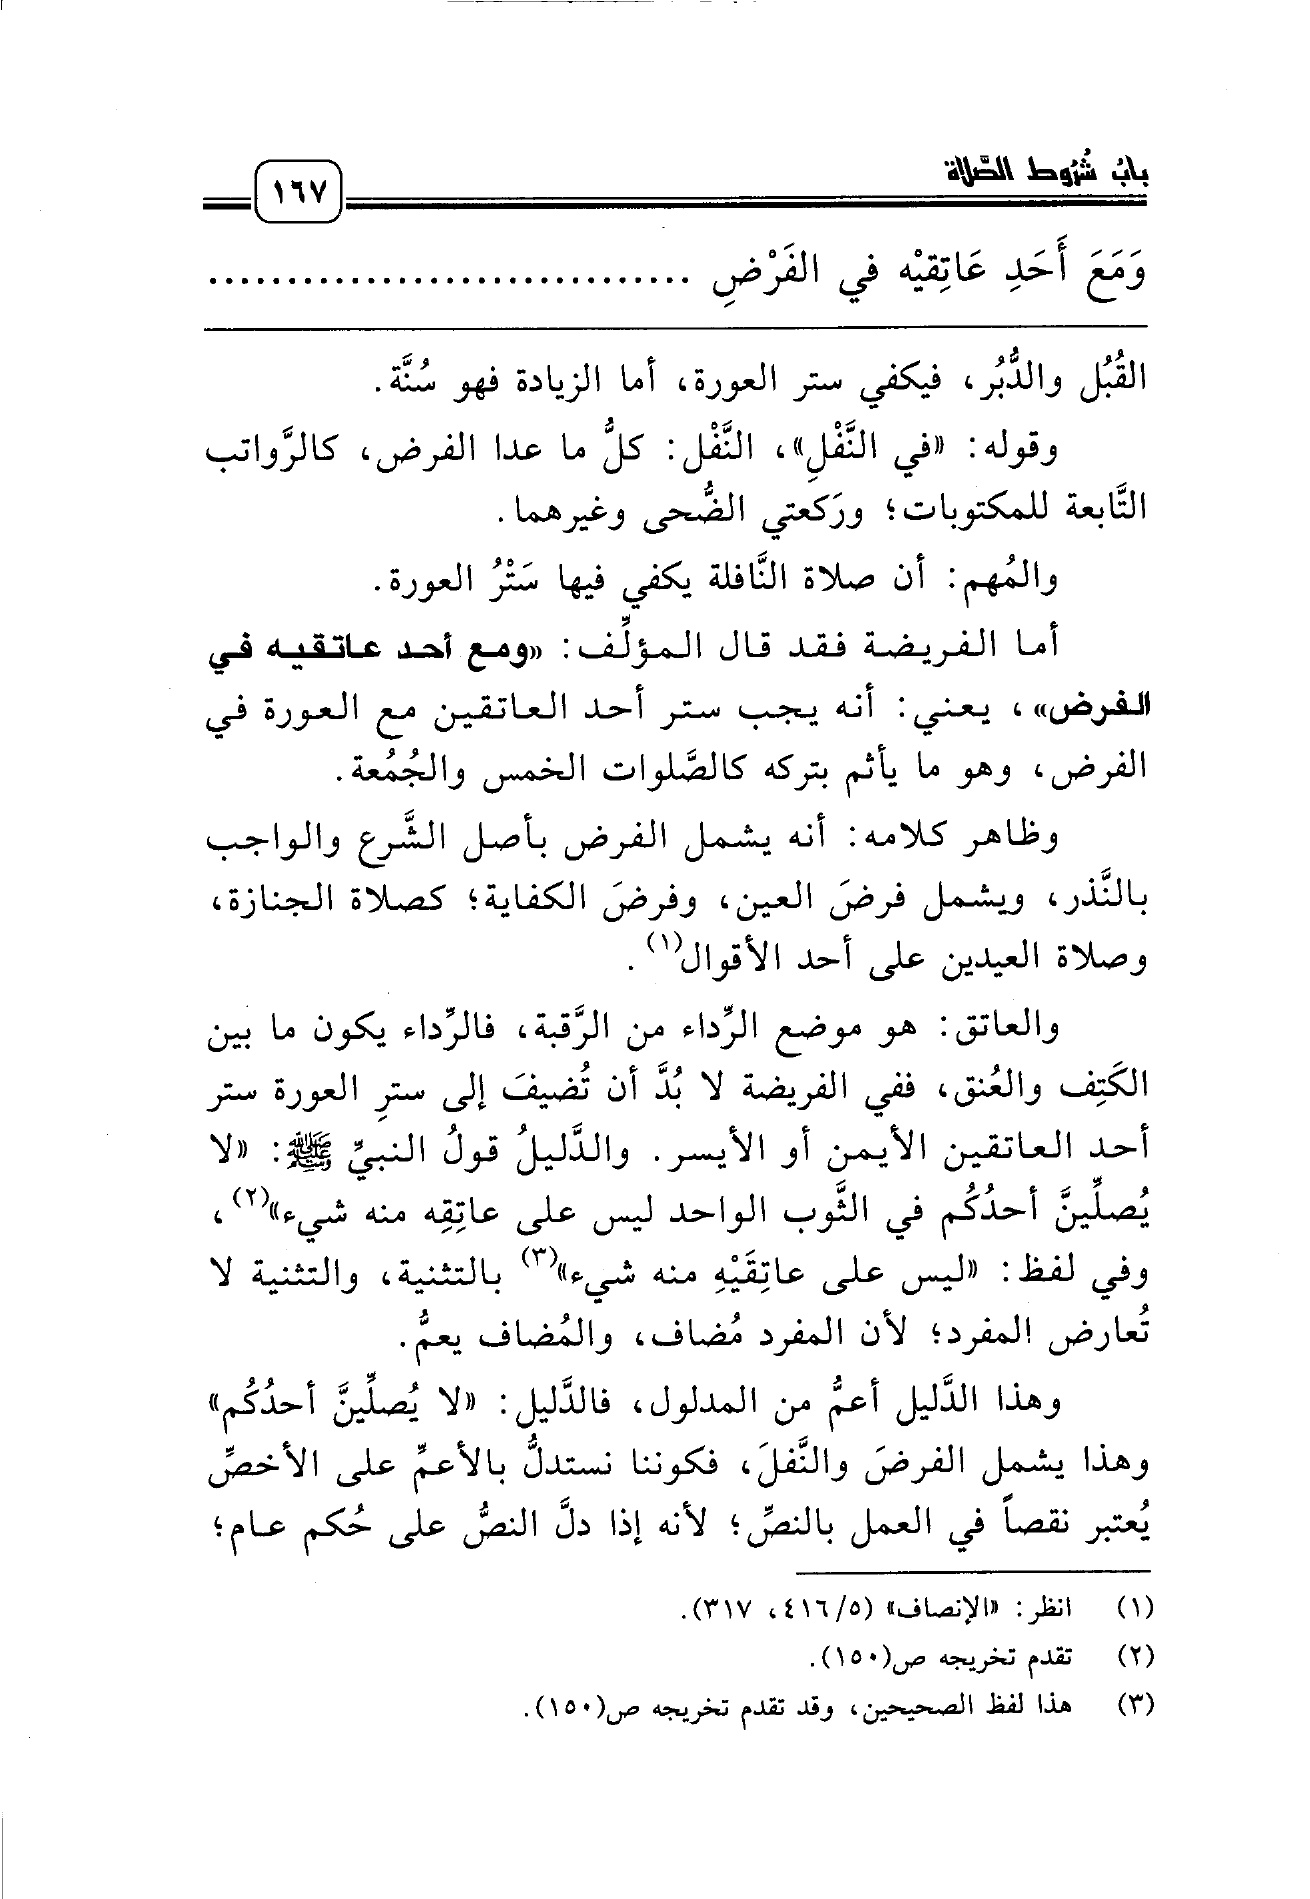 بابُ شُرُوط الصَّلاة
١٦٧
وَمَعَ أَحَدِ عَاتِقيْه في الفَرْضِ ..............................
القُبُل والدُّبُر، فيكفي ستر العورة، أما الزيادة فهو سُنَّة.
وقوله: «في النَّفْلِ»، النَّفْل: كلُّ ما عدا الفرض، كالرَّواتب
التَّابعة للمكتوبات؛ ورَكعتي الضُّحى وغيرهما.
والمُهم: أن صلاة النَّافلة يكفي فيها سَتْرُ العورة.
أما الفريضة فقد قال المؤلِّف: «ومع أحد عاتقيه في
الفرض»، يعني: أنه يجب ستر أحد العاتقين مع العورة في
الفرض، وهو ما يأثم بتركه كالصَّلوات الخمس والجُمُعة.
وظاهر كلامه: أنه يشمل الفرض بأصل الشَّرع والواجب
بالنَّذر، ويشمل فرضَ العين، وفرضَ الكفاية؛ كصلاة الجنازة،
وصلاة العيدين على أحد الأقوال(١).
والعاتق: هو موضع الرِّداء من الرَّقبة، فالرِّداء يكون ما بين
الكَتِف والعُنق، ففي الفريضة لا بُدَّ أن تُضيفَ إلى سترِ العورة ستر
أحد العاتقين الأيمن أو الأيسر. والدَّليلُ قولُ النبيِّ ﷺ: «لا
يُصلِّينَّ أحدُكُم في الثَّوب الواحد ليس على عاتِقِه منه شيء»(٢)،
وفي لفظ: «ليس على عاتِقَيْهِ منه شيء»(٣) بالتثنية، والتثنية لا
تُعارض المفرد؛ لأن المفرد مُضاف، والمُضاف يعمُّ.
وهذا الدَّليل أعمُّ من المدلول، فالدَّليل: «لا يُصلِّينَّ أحدُكُم»
وهذا يشمل الفرضَ والنَّفلَ، فكوننا نستدلُّ بالأعمِّ على الأخصِّ
يُعتبر نقصاً في العمل بالنصِّ؛ لأنه إذا دلَّ النصُّ على حُكم عام؛
(١) انظر: «الإنصاف» (٤١٦/٥، ٣١٧).
(٢) تقدم تخريجه ص(١٥٠).
(٣) هذا لفظ الصحيحين، وقد تقدم تخريجه ص(١٥٠).